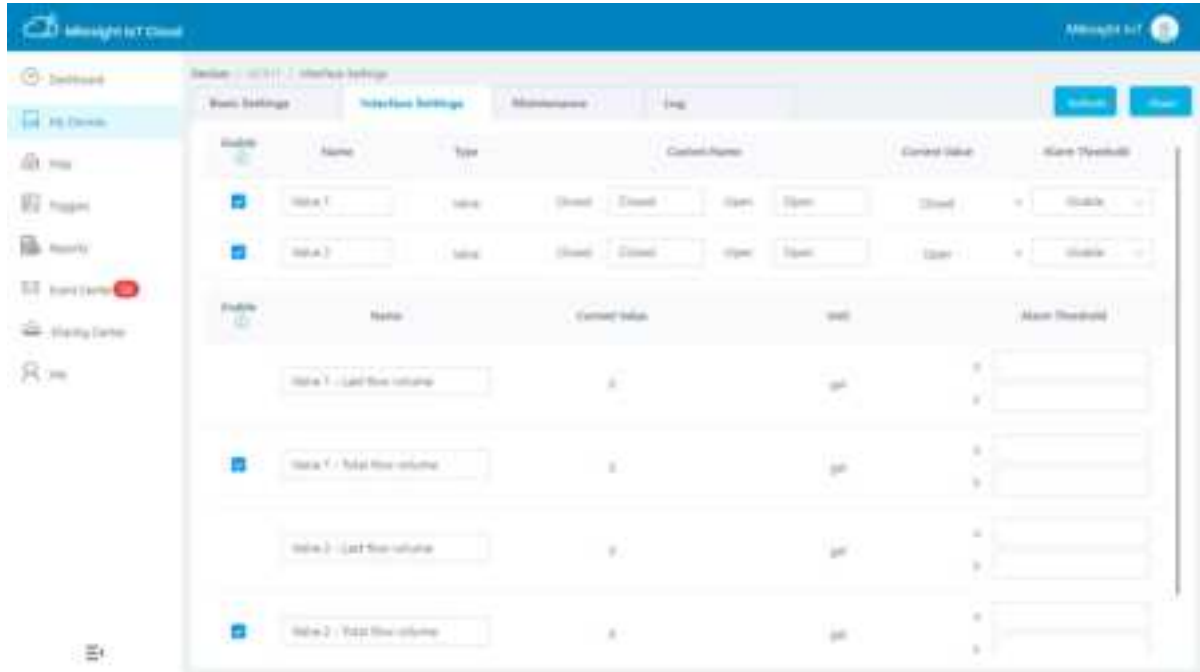 Milesight IoT Cloud
Milesight IoT
Dashboard
My Devices
Map
Triggers
Reports
Event Center
Sharing Center
Me
Devices / / Interface Settings
Basic Settings Interface Settings Maintenance Log
Refresh Save
Enable Name Type Custom Name Current Value Alarm Threshold
Valve 1 Valve Closed Closed Open Open Closed = Disable
Valve 2 Valve Closed Closed Open Open Open = Disable
Enable Name Current Value Unit Alarm Threshold
Valve 1 - Last flow volume gal
Valve 1 - Total flow volume gal
Valve 2 - Last flow volume gal
Valve 2 - Total flow volume gal